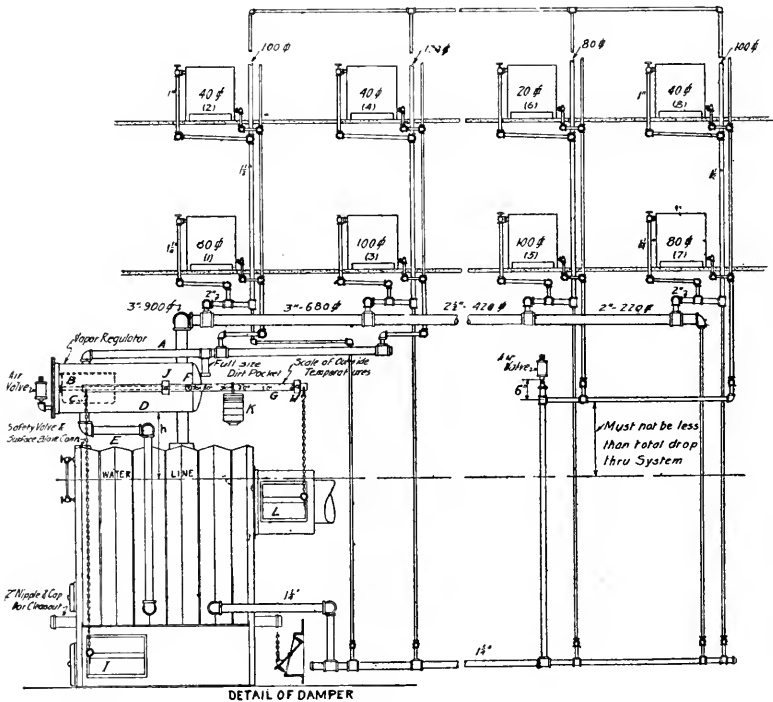 100 ф
80 ф
100 ф
40 ф
(2)
40 ф
(4)
20 ф
(6)
40 ф
(8)
1"
1"
1½
60 ф
(1)
100 ф
(3)
100 ф
(5)
80 ф
(7)
2"
2"
3"-900 ф
3"-680 ф
2½"-420 ф
2"-220 ф
Vapor Regulator
A
Air
Valve
B
C
J
F
Full size
Dirt Pocket
Scale of Outside
Temperatures
G
H
K
D
h
Safety Valve &
Surface Blow Conn.
E
WATER LINE
L
Air
Valve
6"
Must not be less
than total drop
thru System
2" Nipple & Cap
for Cleanout
I
1¼"
1¼"
DETAIL OF DAMPER